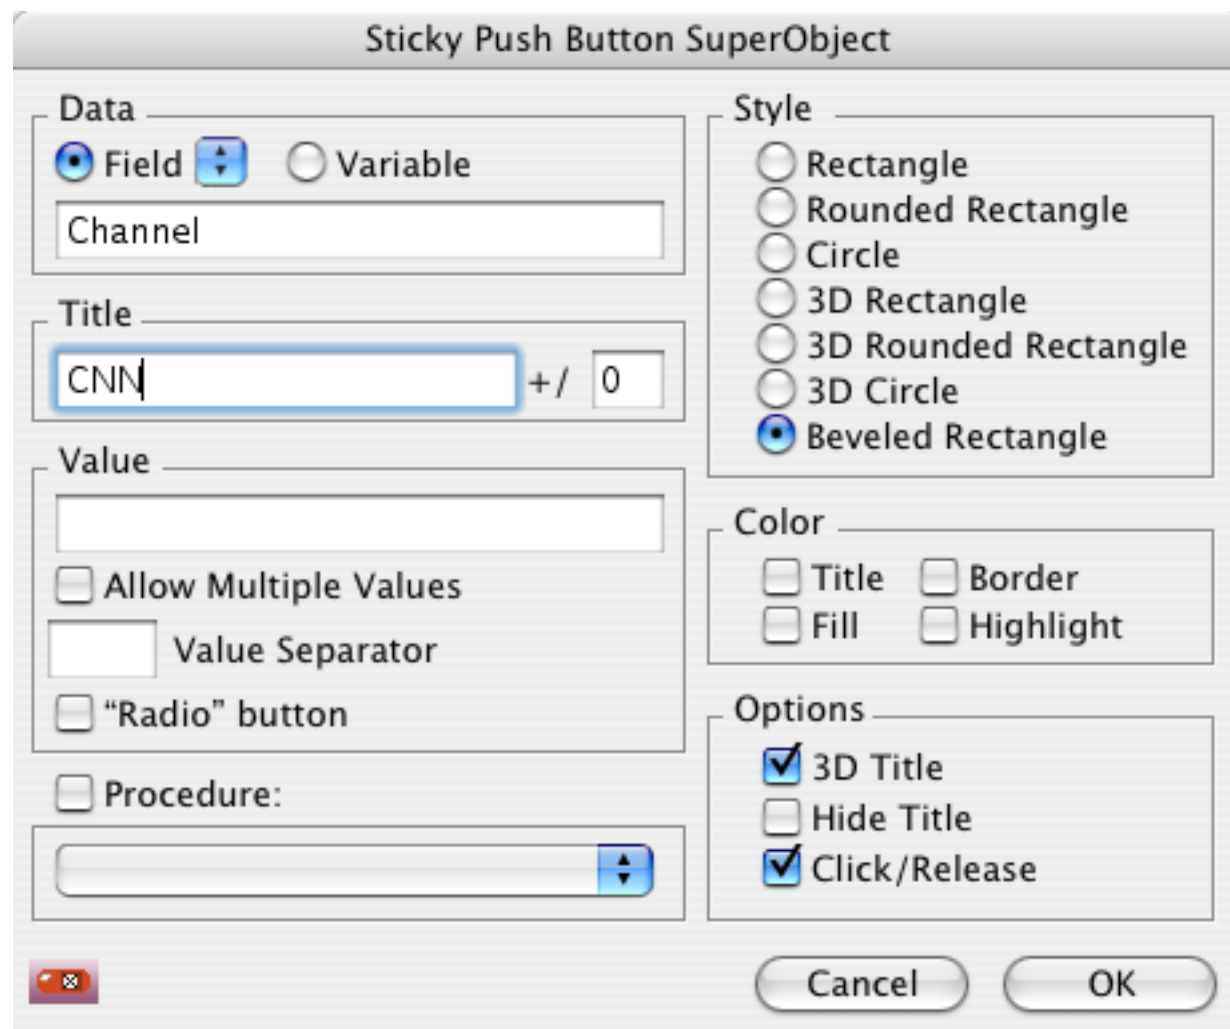 Sticky Push Button SuperObject
Data
Field Variable
Channel
Title
CNN +/ 0
Value
Allow Multiple Values
Value Separator
“Radio” button
Procedure:
Style
Rectangle
Rounded Rectangle
Circle
3D Rectangle
3D Rounded Rectangle
3D Circle
Beveled Rectangle
Color
Title Border
Fill Highlight
Options
3D Title
Hide Title
Click/Release
Cancel OK